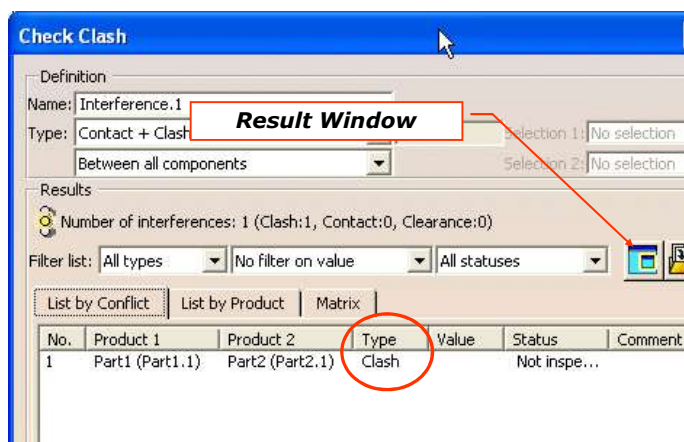 Check Clash
Definition
Name: Interference.1
Result Window
Type: Contact + Clash
Selection 1: No selection
Between all components
Selection 2: No selection
Results
Number of interferences: 1 (Clash:1, Contact:0, Clearance:0)
Filter list: All types No filter on value All statuses
List by Conflict List by Product Matrix
No. Product 1 Product 2 Type Value Status Comment
1 Part1 (Part1.1) Part2 (Part2.1) Clash Not inspe...